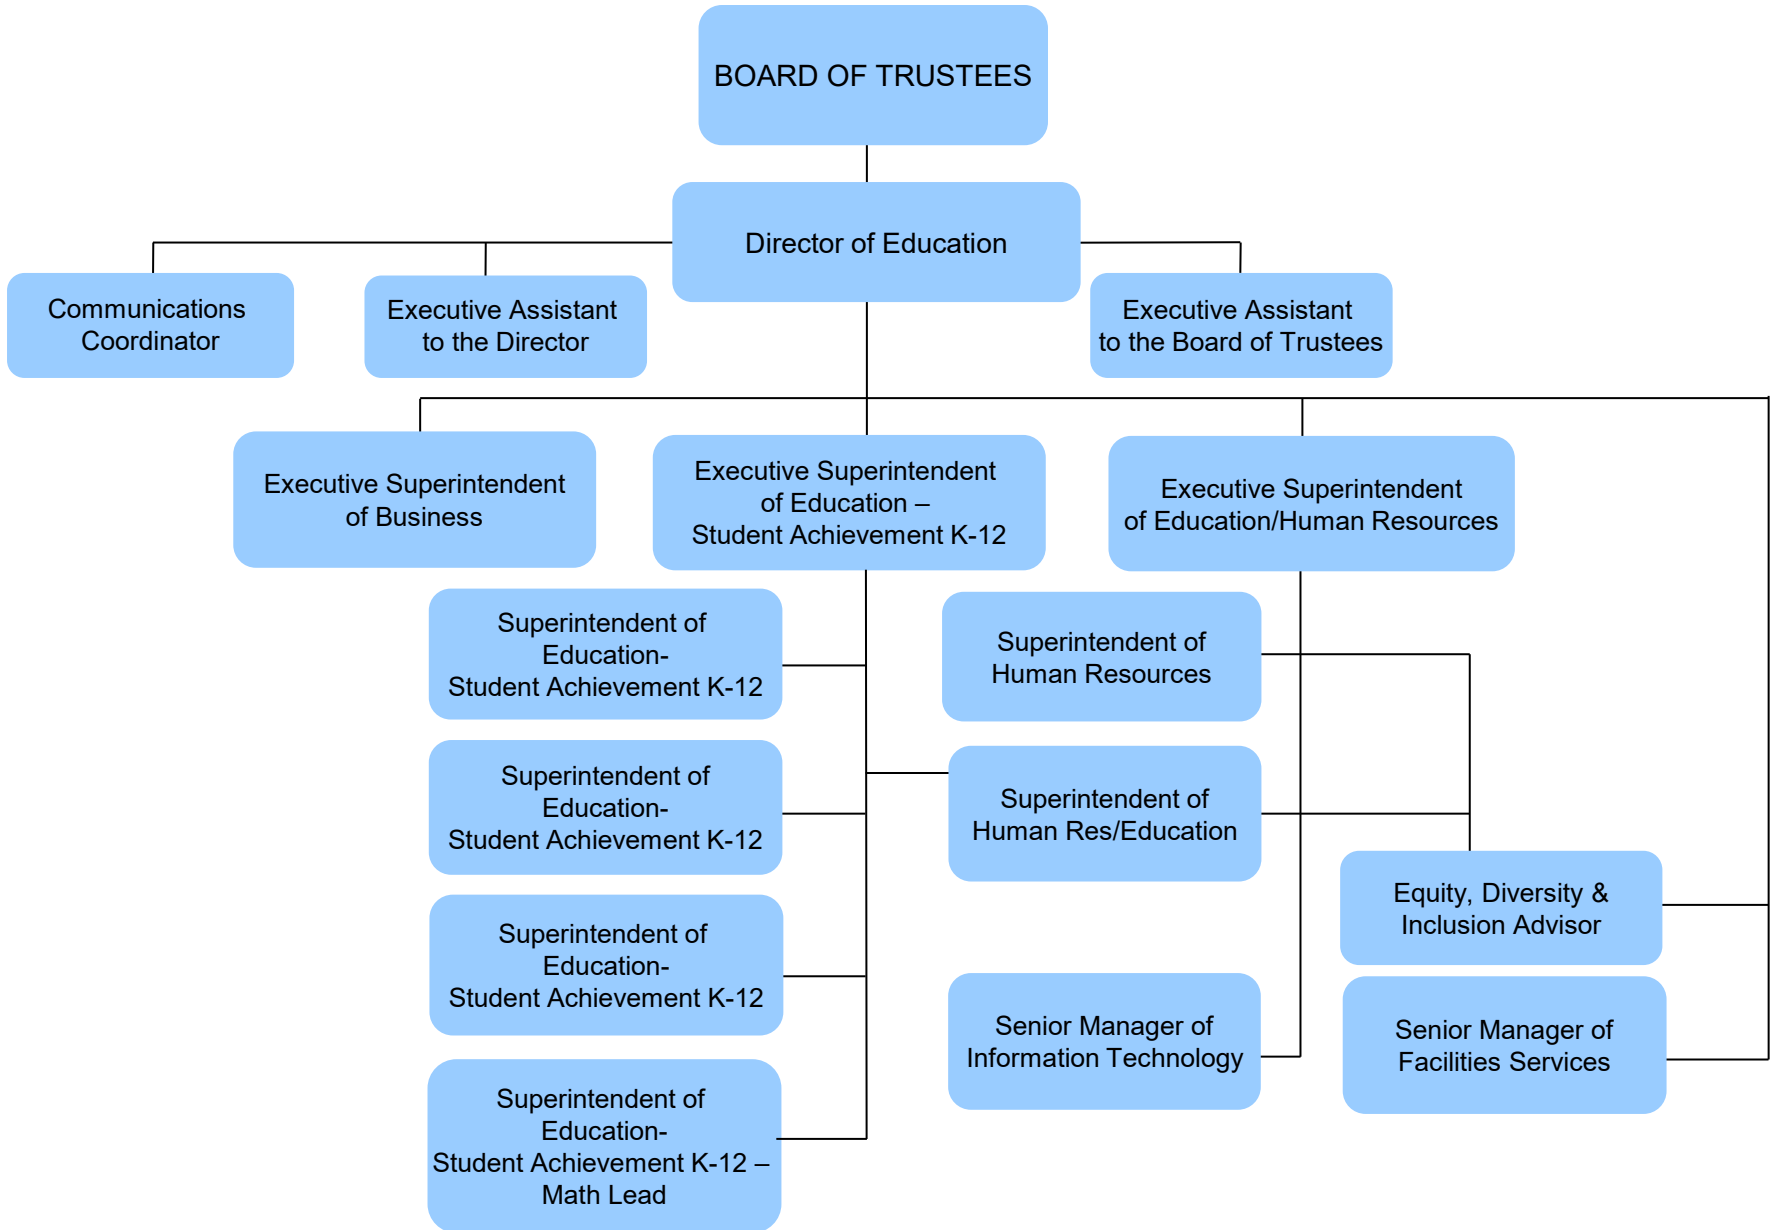 BOARD OF TRUSTEES
Director of Education
Communications
Coordinator
Executive Assistant
to the Director
Executive Assistant
to the Board of Trustees
Executive Superintendent
of Business
Executive Superintendent
of Education –
Student Achievement K-12
Executive Superintendent
of Education/Human Resources
Superintendent of
Education-
Student Achievement K-12
Superintendent of
Human Resources
Superintendent of
Education-
Student Achievement K-12
Superintendent of
Human Res/Education
Equity, Diversity &
Inclusion Advisor
Superintendent of
Education-
Student Achievement K-12
Senior Manager of
Information Technology
Senior Manager of
Facilities Services
Superintendent of
Education-
Student Achievement K-12 –
Math Lead